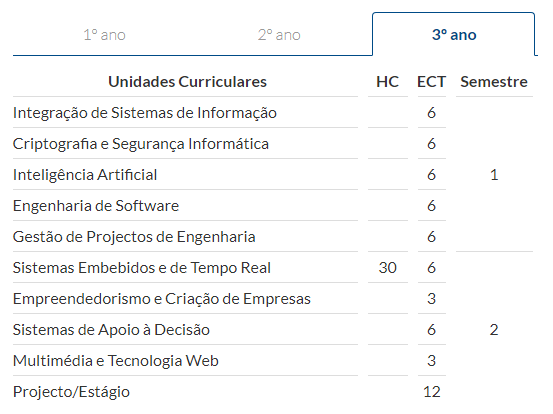 1º ano 2º ano 3º ano
Unidades Curriculares HC ECT Semestre
Integração de Sistemas de Informação 6
Criptografia e Segurança Informática 6
Inteligência Artificial 6 1
Engenharia de Software 6
Gestão de Projectos de Engenharia 6
Sistemas Embebidos e de Tempo Real 30 6
Empreendedorismo e Criação de Empresas 3
Sistemas de Apoio à Decisão 6 2
Multimédia e Tecnologia Web 3
Projecto/Estágio 12